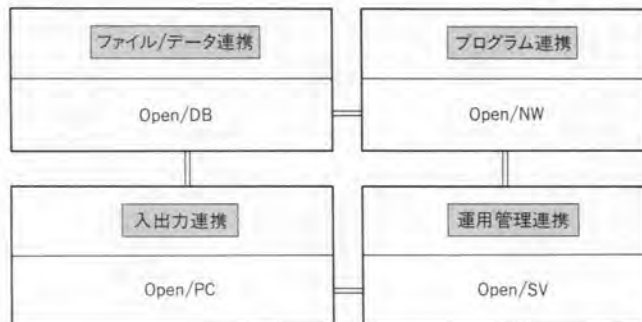 ファイル/データ連携
プログラム連携
Open/DB
Open/NW
入出力連携
運用管理連携
Open/PC
Open/SV